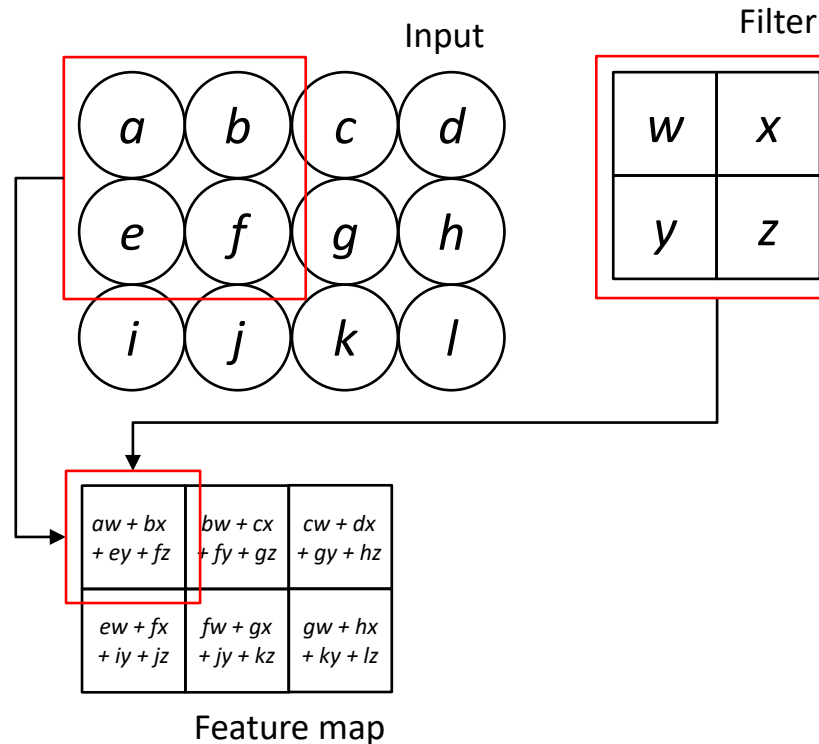 Input
Filter
a b c d
w x
e f g h
y z
i j k l
aw + bx
+ ey + fz
bw + cx
+ fy + gz
cw + dx
+ gy + hz
ew + fx
+ iy + jz
fw + gx
+ jy + kz
gw + hx
+ ky + lz
Feature map